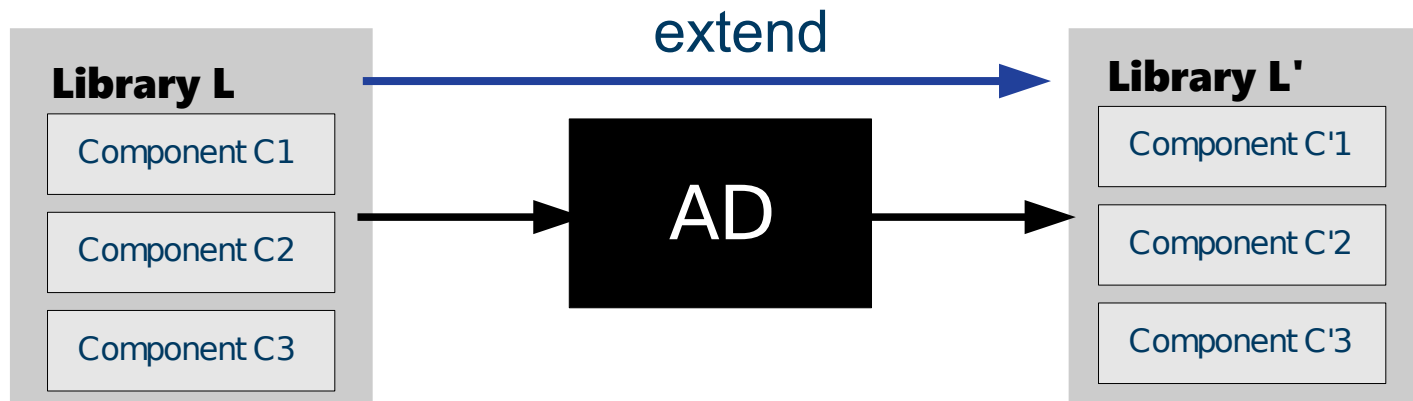 extend
Library L
Component C1
Component C2
Component C3
AD
Library L'
Component C'1
Component C'2
Component C'3